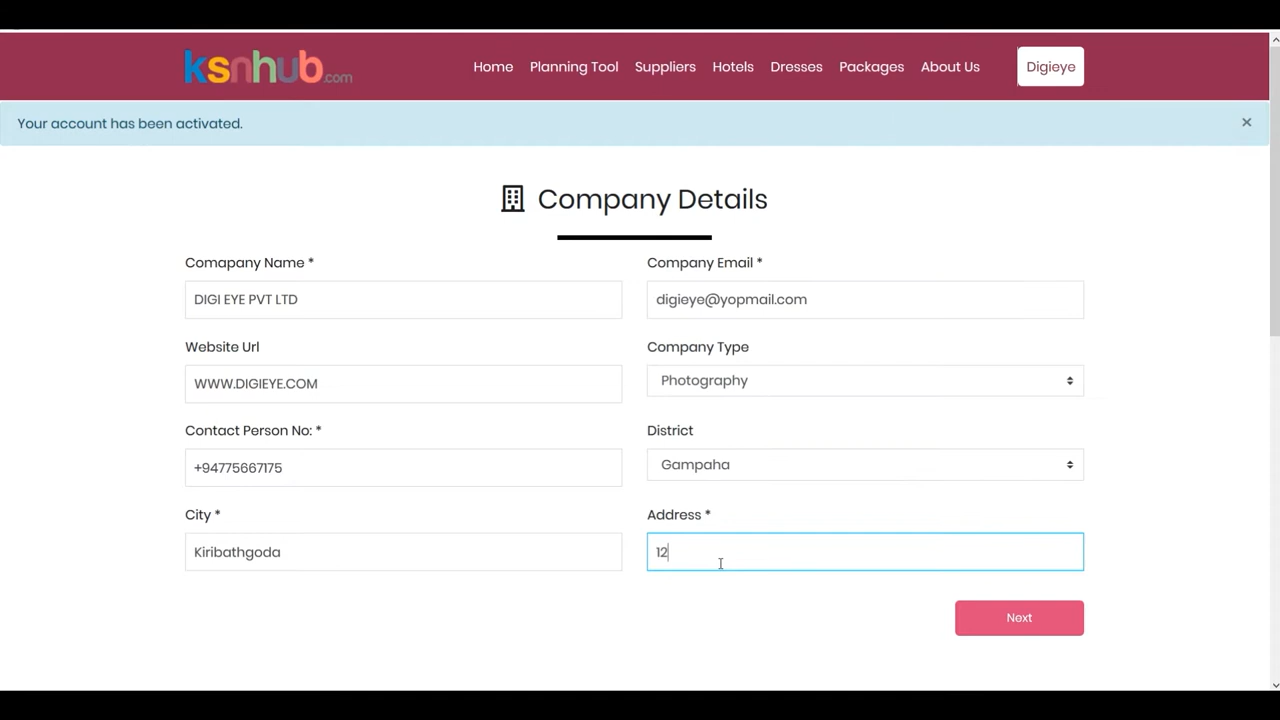 ksnhub.com
Home Planning Tool Suppliers Hotels Dresses Packages About Us Digieye
Your account has been activated. ×
Company Details
Comapany Name * Company Email *
DIGI EYE PVT LTD digieye@yopmail.com
Website Url Company Type
WWW.DIGIEYE.COM Photography
Contact Person No: * District
+94775667175 Gampaha
City * Address *
Kiribathgoda 12
Next